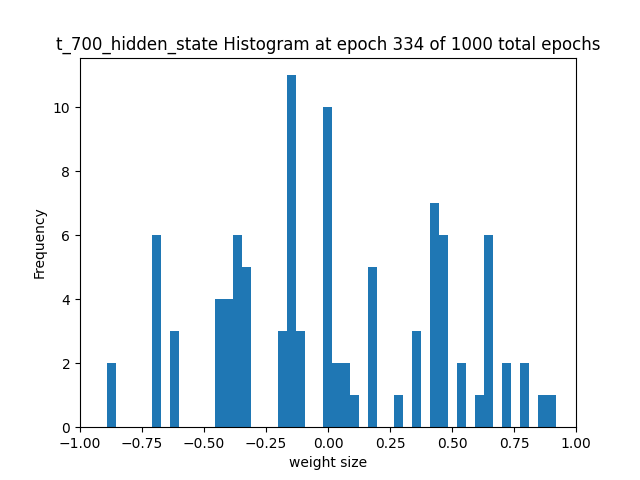 t_700_hidden_state Histogram at epoch 334 of 1000 total epochs
10
8
6
4
2
0
Frequency
−1.00 −0.75 −0.50 −0.25 0.00 0.25 0.50 0.75 1.00
weight size